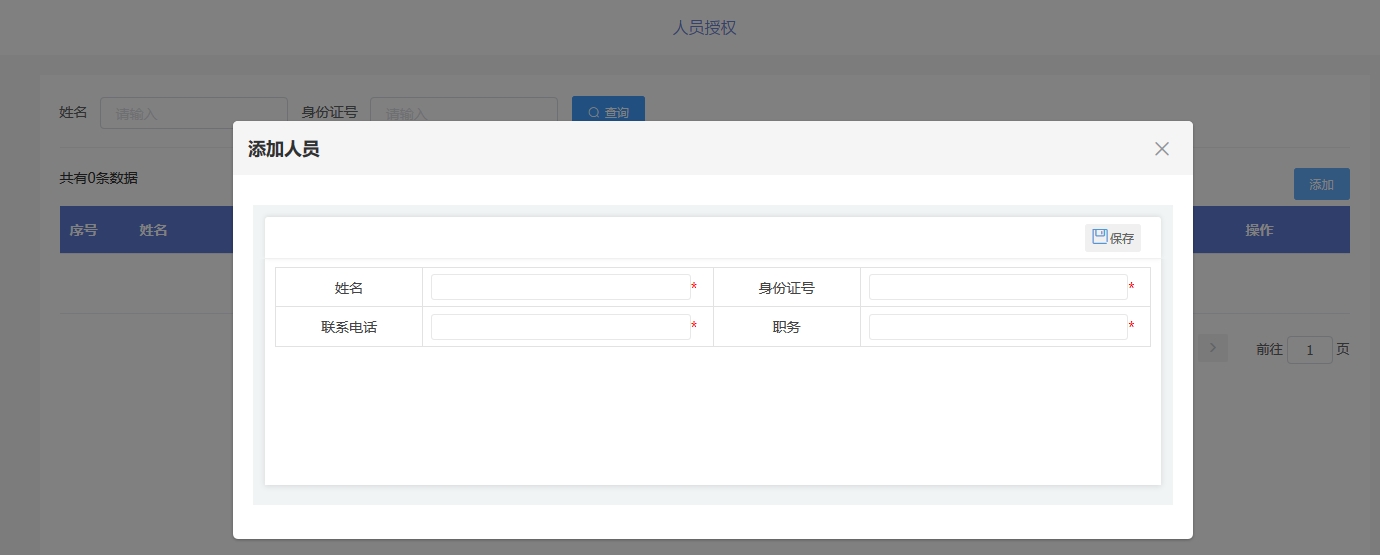 人员授权
姓名 请输入 身份证号 请输入 查询
添加人员
共有0条数据 添加
序号 姓名 操作
保存
姓名 * 身份证号 *
联系电话 * 职务 *
前往 1 页